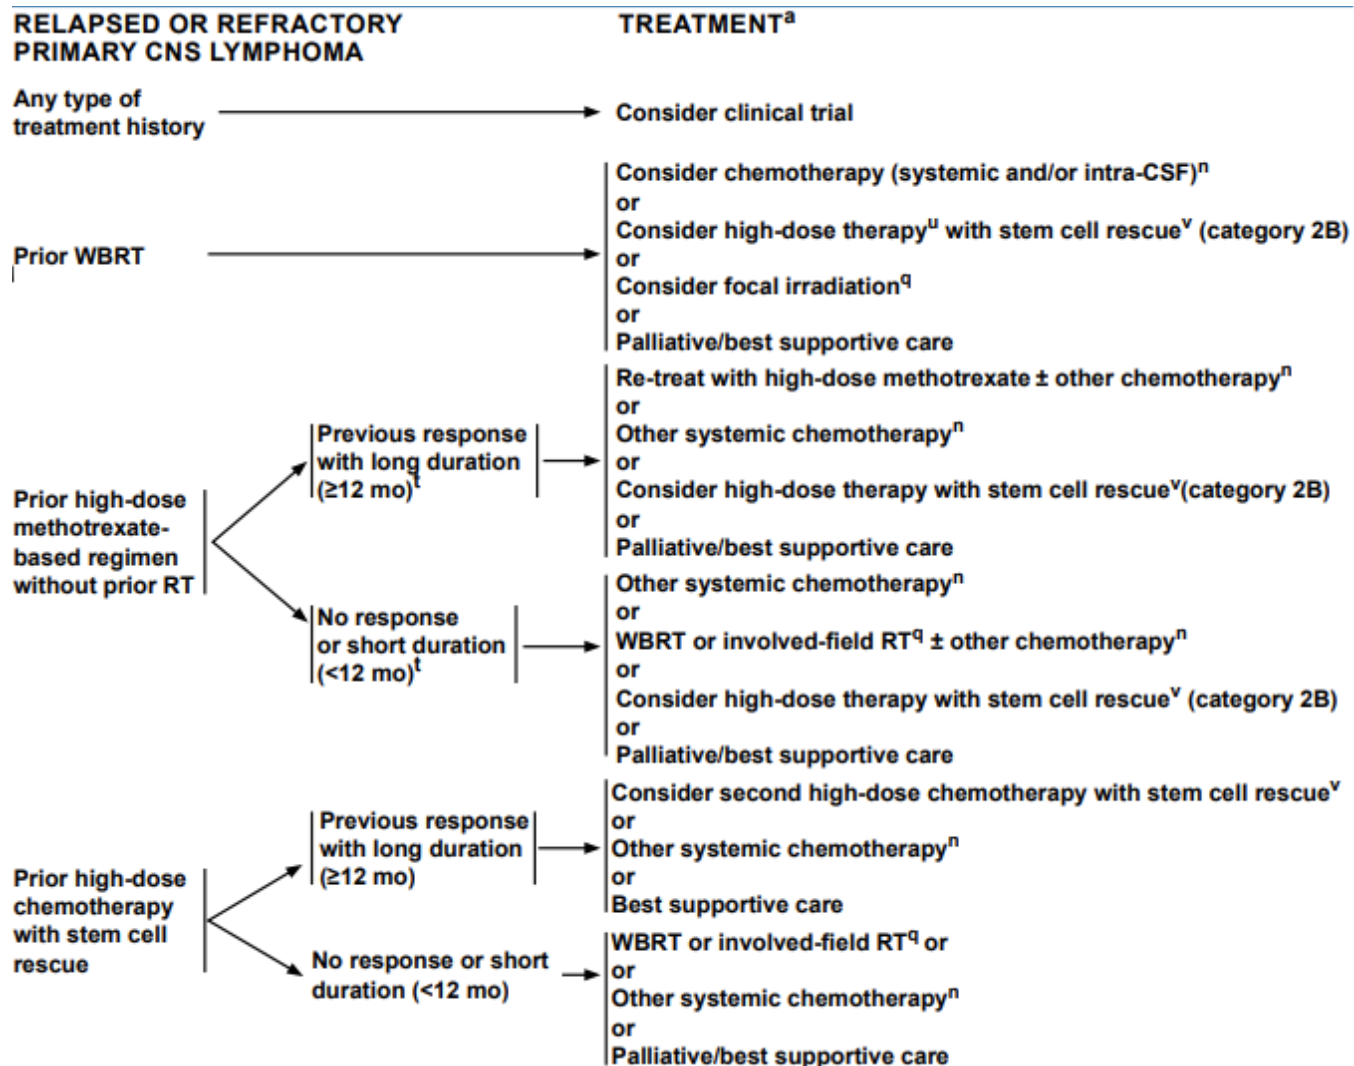 RELAPSED OR REFRACTORY
PRIMARY CNS LYMPHOMA
TREATMENTa
Any type of
treatment history
Consider clinical trial
Prior WBRT
Consider chemotherapy (systemic and/or intra-CSF)n
or
Consider high-dose therapyu with stem cell rescuev (category 2B)
or
Consider focal irradiationq
or
Palliative/best supportive care
Prior high-dose
methotrexate-
based regimen
without prior RT
Previous response
with long duration
(≥12 mo)t
Re-treat with high-dose methotrexate ± other chemotherapyn
or
Other systemic chemotherapyn
or
Consider high-dose therapy with stem cell rescuev(category 2B)
or
Palliative/best supportive care
No response
or short duration
(<12 mo)t
Other systemic chemotherapyn
or
WBRT or involved-field RTq ± other chemotherapyn
or
Consider high-dose therapy with stem cell rescuev (category 2B)
or
Palliative/best supportive care
Prior high-dose
chemotherapy
with stem cell
rescue
Previous response
with long duration
(≥12 mo)
Consider second high-dose chemotherapy with stem cell rescuev
or
Other systemic chemotherapyn
or
Best supportive care
No response or short
duration (<12 mo)
WBRT or involved-field RTq or
or
Other systemic chemotherapyn
or
Palliative/best supportive care